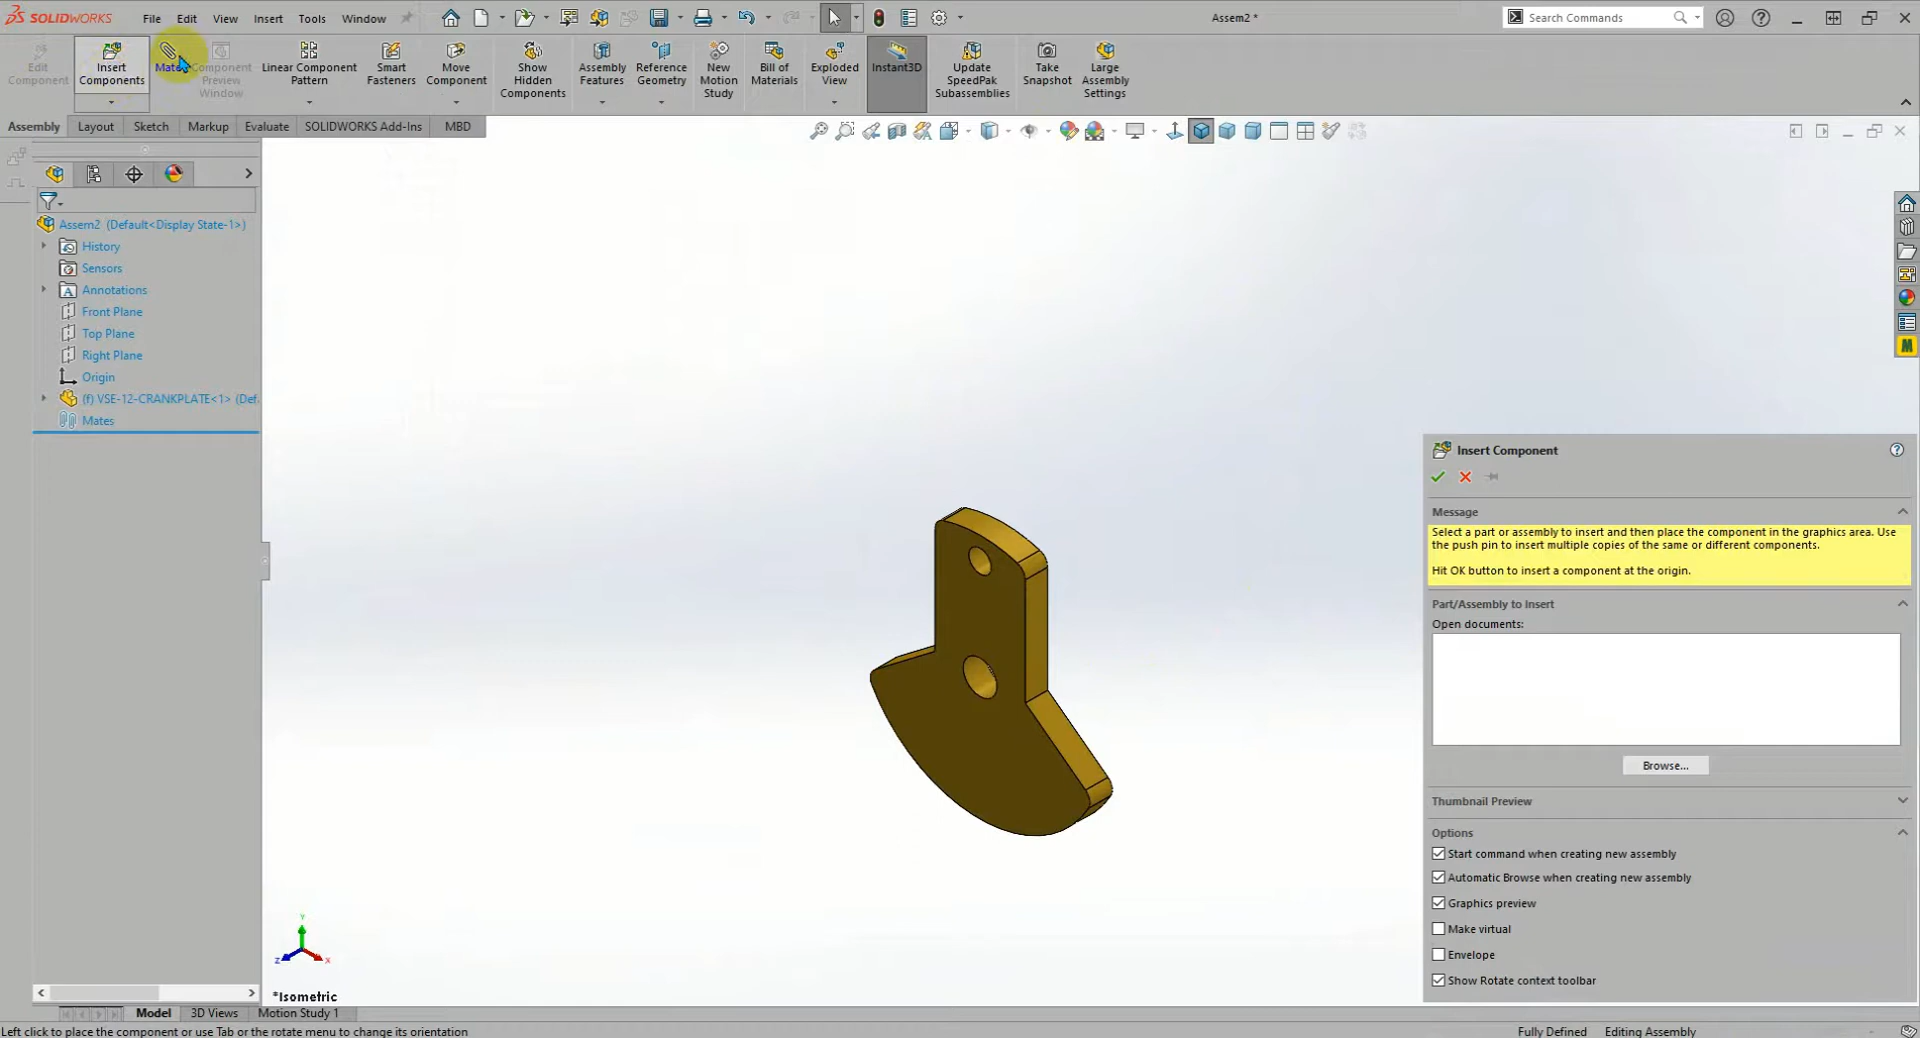 SOLIDWORKS
File Edit View Insert Tools Window
Assem2 *
Search Commands
Edit
Component
Insert
Components
Mate
Component
Preview
Window
Linear Component
Pattern
Smart
Fasteners
Move
Component
Show
Hidden
Components
Assembly
Features
Reference
Geometry
New
Motion
Study
Bill of
Materials
Exploded
View
Instant3D
Update
SpeedPak
Subassemblies
Take
Snapshot
Large
Assembly
Settings
Assembly Layout Sketch Markup Evaluate SOLIDWORKS Add-Ins MBD
Assem2 (Default<Display State-1>)
History
Sensors
Annotations
Front Plane
Top Plane
Right Plane
Origin
(f) VSE-12-CRANKPLATE<1> (Def
Mates
Insert Component
Message
Select a part or assembly to insert and then place the component in the graphics area. Use
the push pin to insert multiple copies of the same or different components.
Hit OK button to insert a component at the origin.
Part/Assembly to Insert
Open documents:
Browse...
Thumbnail Preview
Options
Start command when creating new assembly
Automatic Browse when creating new assembly
Graphics preview
Make virtual
Envelope
Show Rotate context toolbar
Y
Z
X
*Isometric
Model 3D Views Motion Study 1
Left click to place the component or use Tab or the rotate menu to change its orientation
Fully Defined Editing Assembly